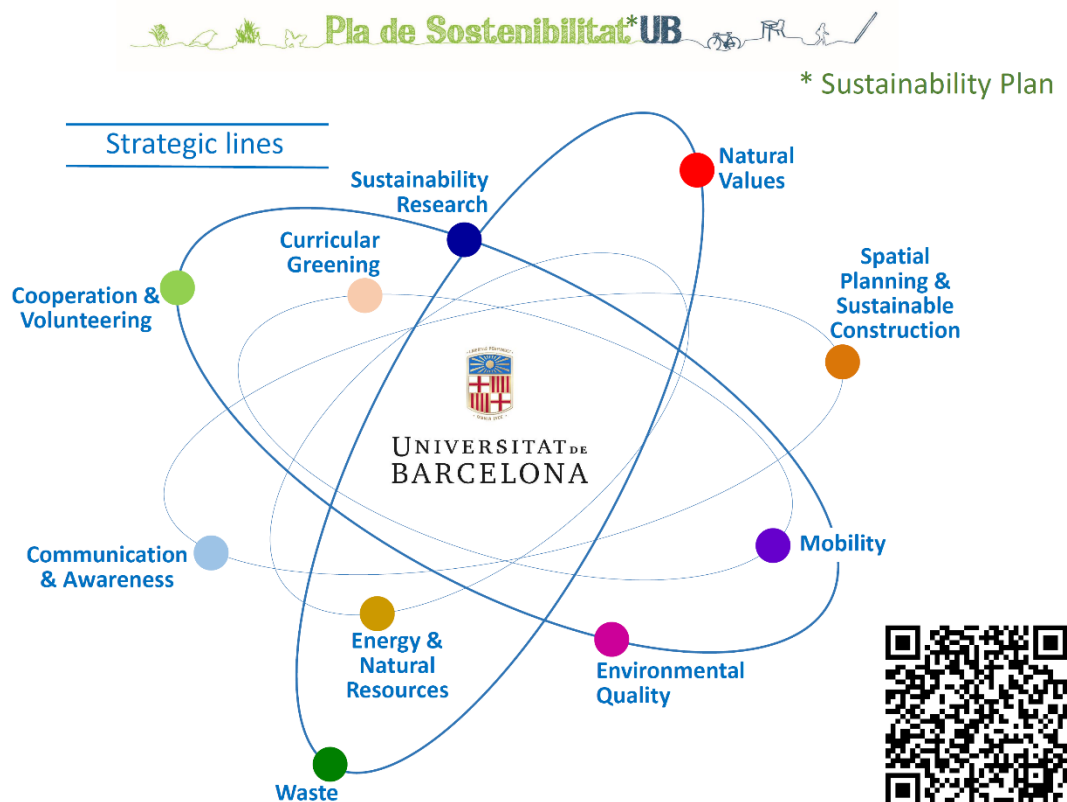 Pla de Sostenibilitat*UB
* Sustainability Plan
Strategic lines
Natural
Values
Sustainability
Research
Curricular
Greening
Spatial
Planning &
Sustainable
Construction
Cooperation &
Volunteering
UNIVERSITAT DE
BARCELONA
Mobility
Communication
& Awareness
Energy &
Natural
Resources
Environmental
Quality
Waste